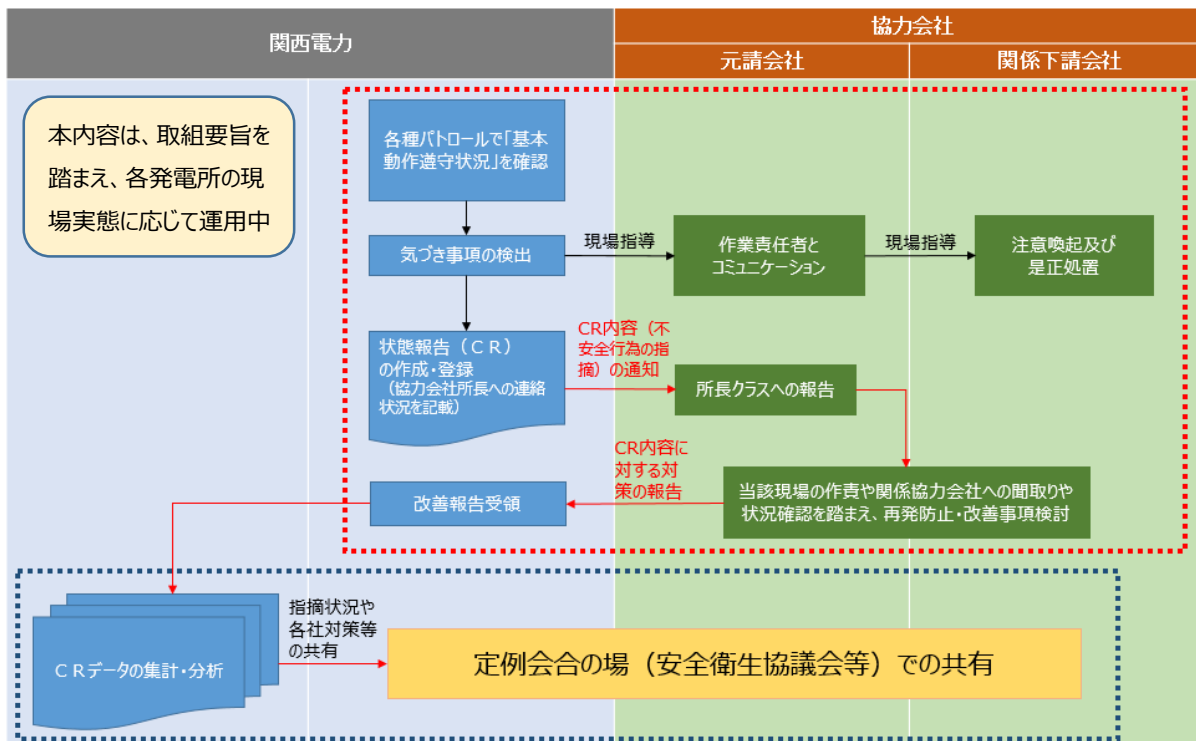 関西電力
協力会社
元請会社
関係下請会社
本内容は、取組要旨を
踏まえ、各発電所の現
場実態に応じて運用中
各種パトロールで「基本
動作遵守状況」を確認
気づき事項の検出
現場指導
作業責任者と
コミュニケーション
現場指導
注意喚起及び
是正処置
状態報告（ＣＲ）
の作成・登録
（協力会社所長への連絡
状況を記載）
CR内容（不
安全行為の指
摘）の通知
所長クラスへの報告
CR内容に
対する対
策の報告
改善報告受領
当該現場の作責や関係協力会社への聞取りや
状況確認を踏まえ、再発防止・改善事項検討
ＣＲデータの集計・分析
指摘状況や
各社対策等
の共有
定例会合の場（安全衛生協議会等）での共有